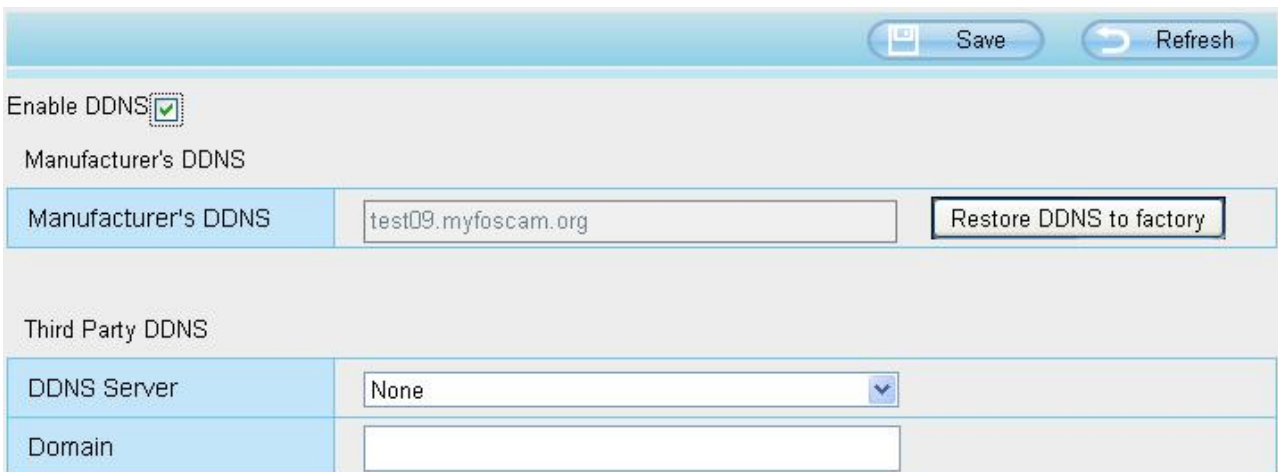 Save Refresh
Enable DDNS
Manufacturer's DDNS
Manufacturer's DDNS test09.myfoscam.org Restore DDNS to factory
Third Party DDNS
DDNS Server None
Domain